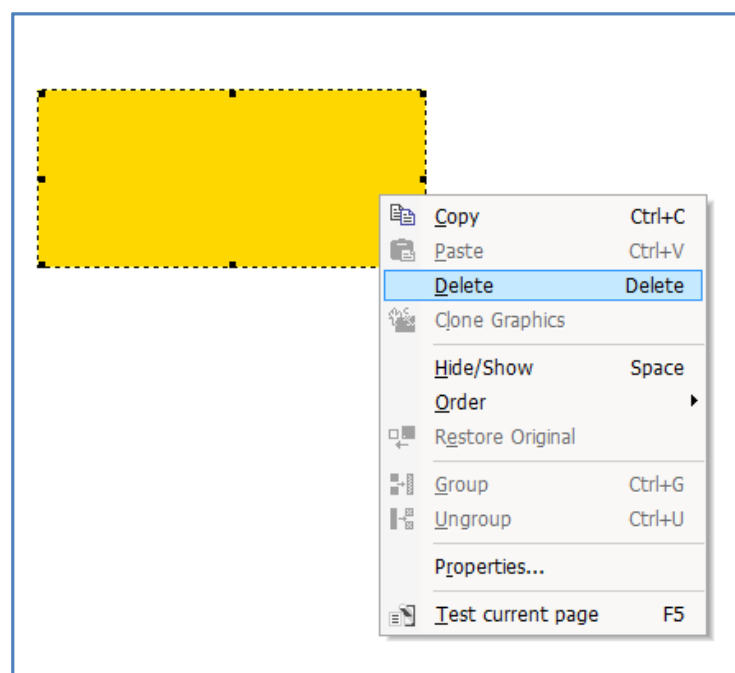 Copy Ctrl+C
Paste Ctrl+V
Delete Delete
Clone Graphics
Hide/Show Space
Order
Restore Original
Group Ctrl+G
Ungroup Ctrl+U
Properties...
Test current page F5